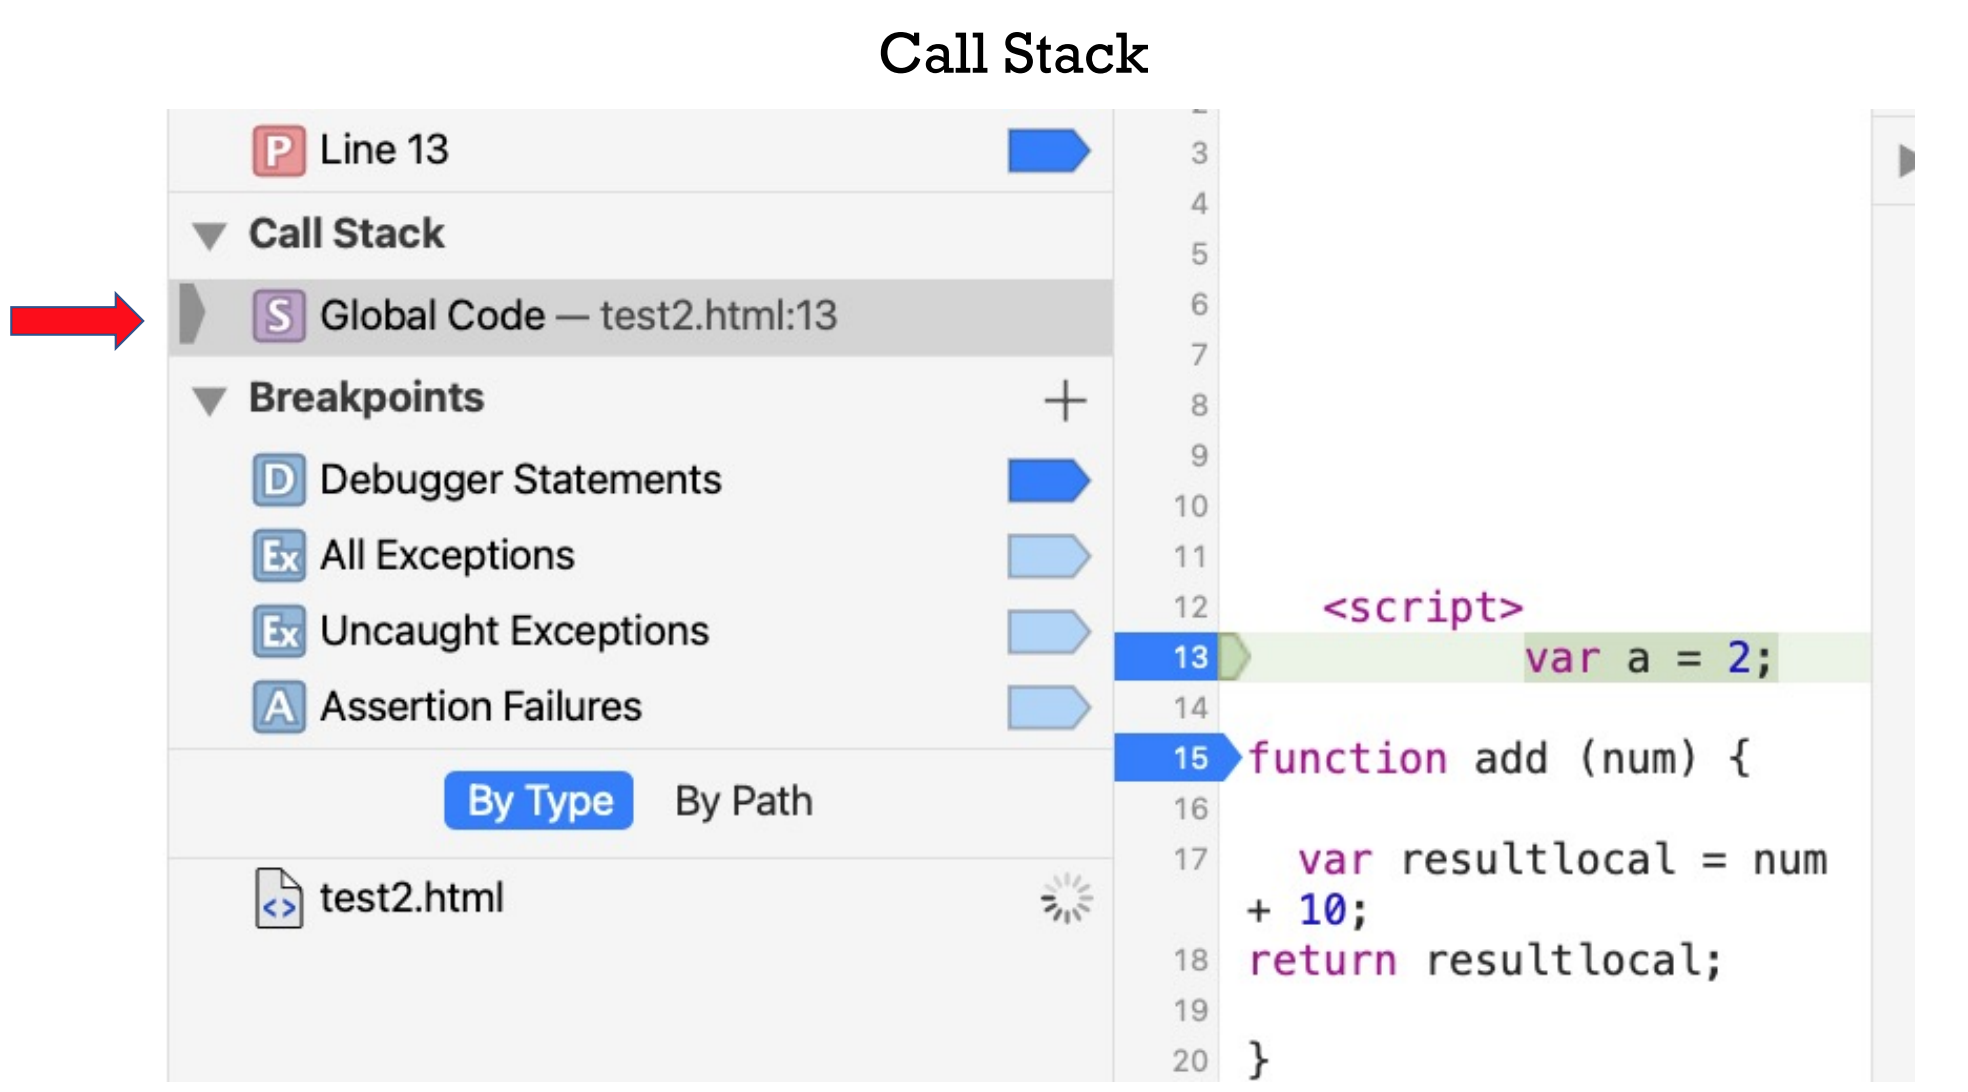 Call Stack
P Line 13
Call Stack
S Global Code — test2.html:13
Breakpoints +
D Debugger Statements
Ex All Exceptions
Ex Uncaught Exceptions
A Assertion Failures
By Type By Path
<> test2.html
3
4
5
6
7
8
9
10
11
12 <script>
13 var a = 2;
14
15 function add (num) {
16
17 var resultlocal = num
+ 10;
18 return resultlocal;
19
20 }